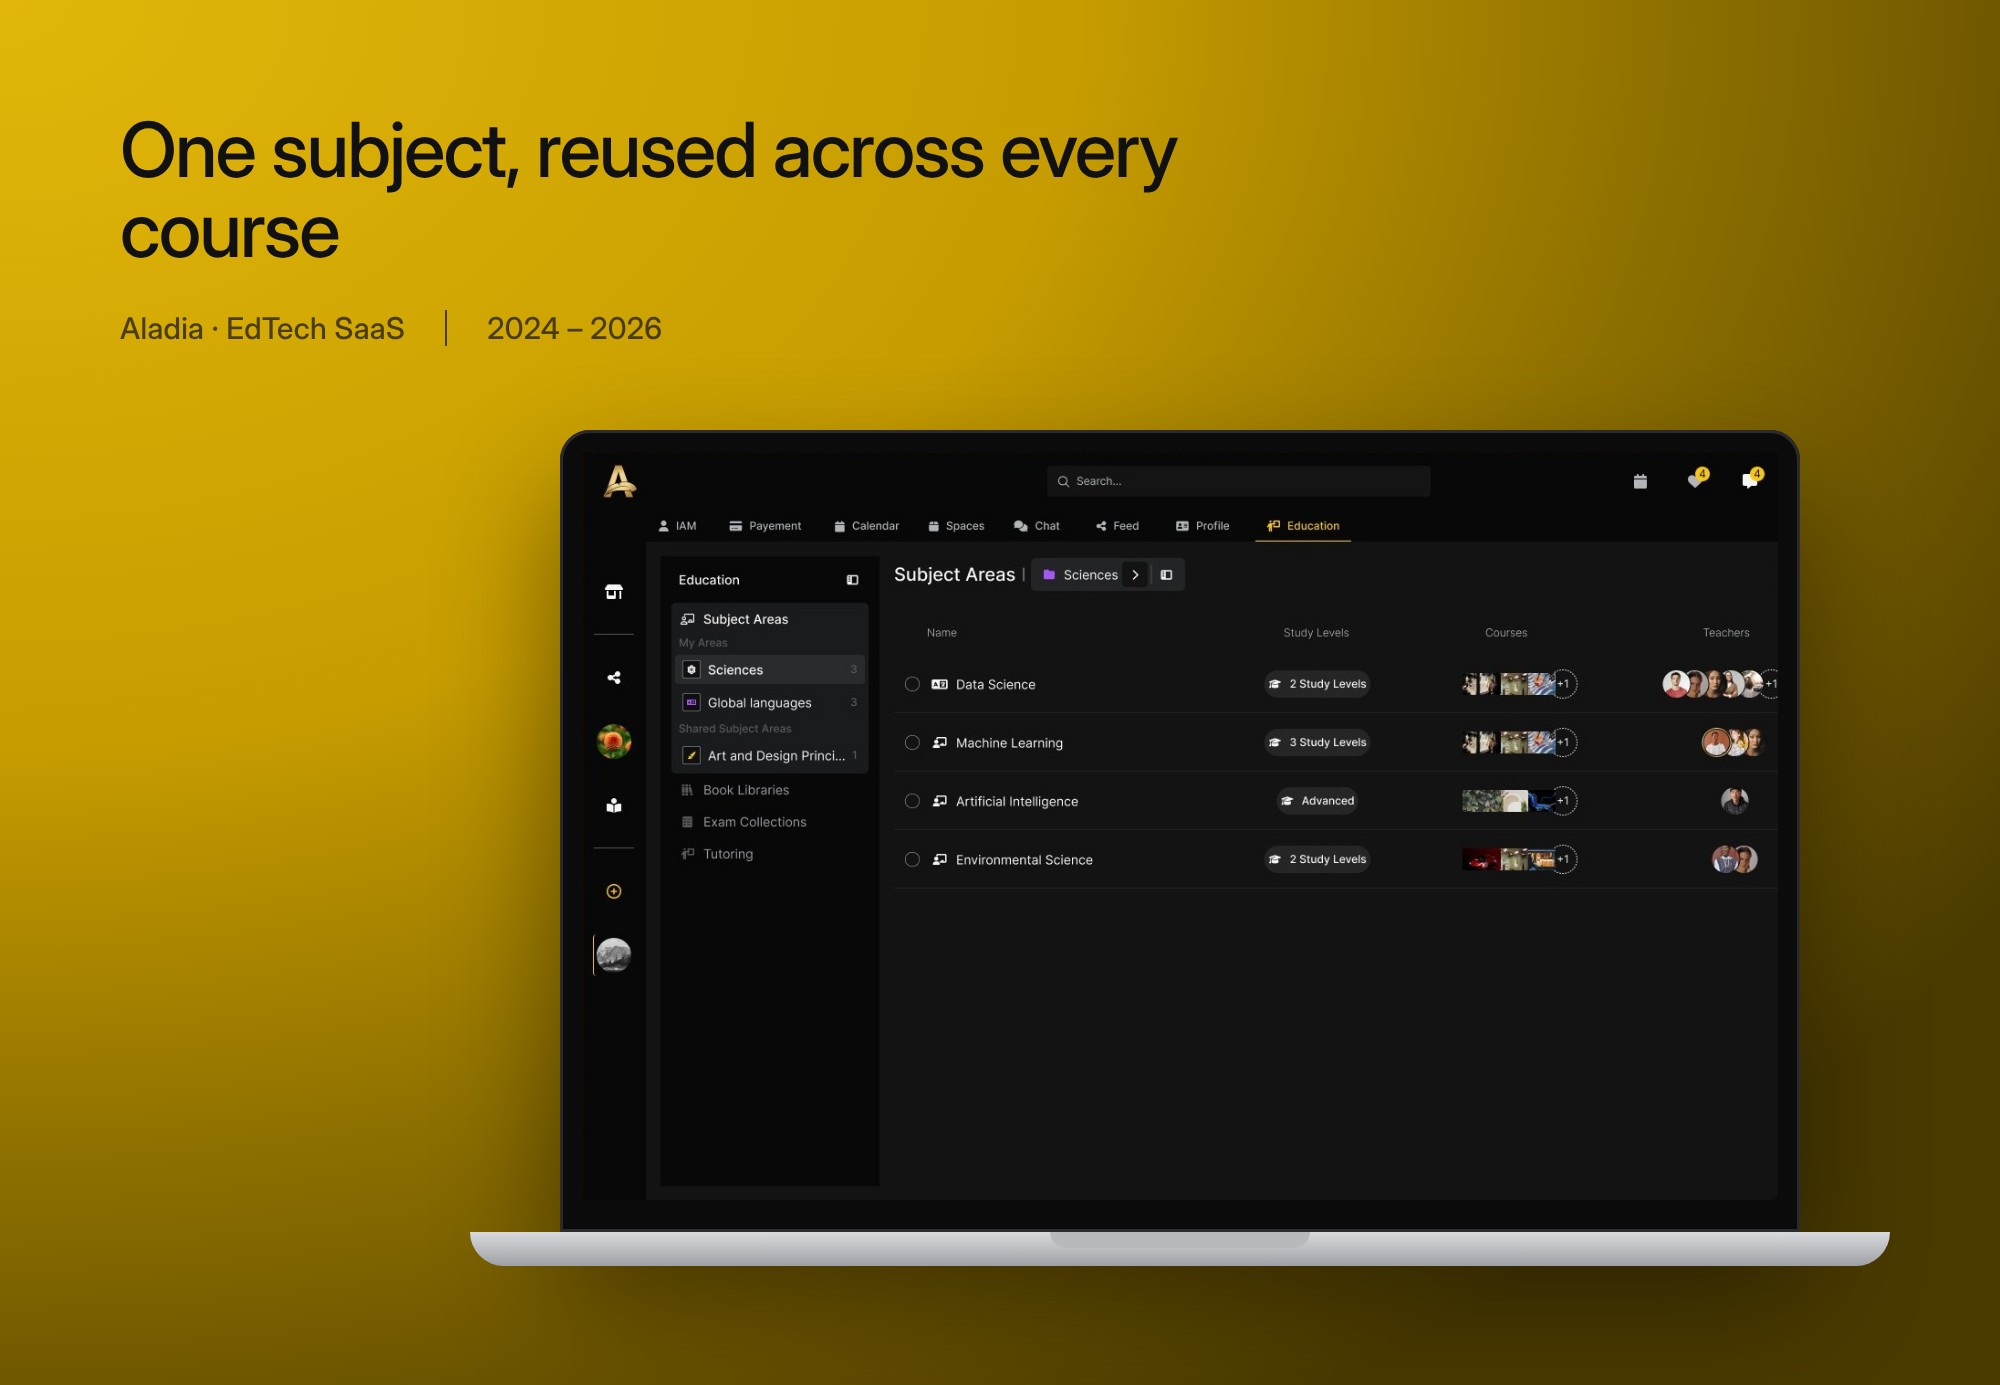 One subject, reused across every
course
Aladia · EdTech SaaS | 2024 – 2026
Search...
4
4
IAM Payement Calendar Spaces Chat Feed Profile Education
Education
Subject Areas
My Areas
Sciences 3
Global languages 3
Shared Subject Areas
Art and Design Princi... 1
Book Libraries
Exam Collections
Tutoring
Subject Areas | Sciences
Name Study Levels Courses Teachers
Data Science 2 Study Levels +1 +1
Machine Learning 3 Study Levels +1
Artificial Intelligence Advanced +1
Environmental Science 2 Study Levels +1